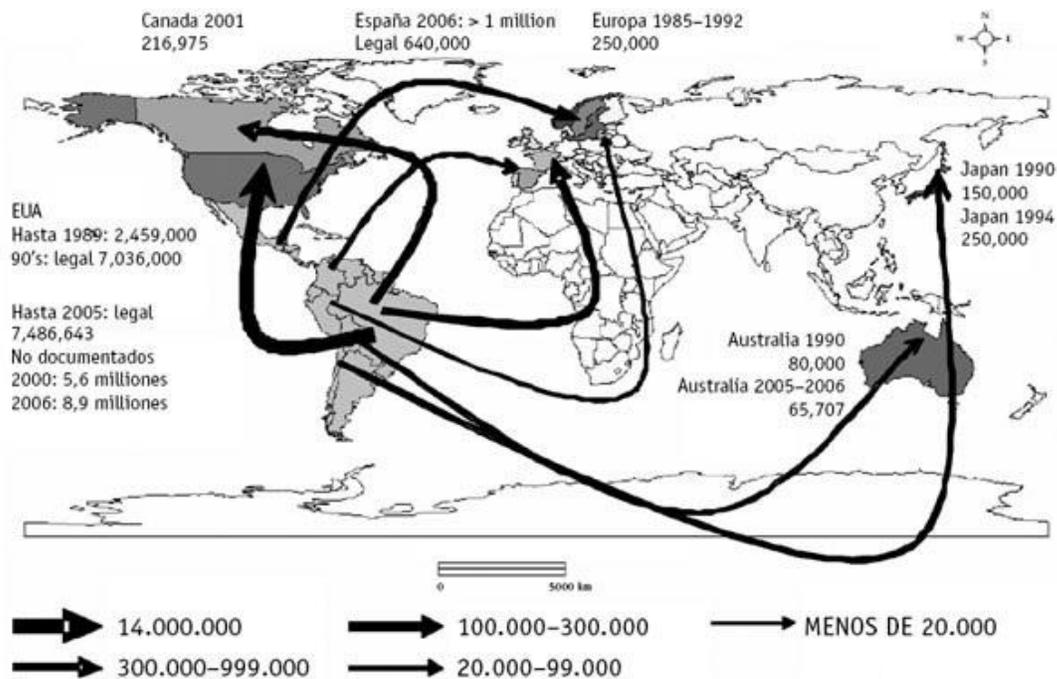 Canada 2001
216,975
España 2006: > 1 million
Legal 640,000
Europa 1985–1992
250,000
N
W E
S
EUA
Hasta 1989: 2,459,000
90's: legal 7,036,000
Hasta 2005: legal
7,486,643
No documentados
2000: 5,6 milliones
2006: 8,9 milliones
Japan 1990
150,000
Japan 1994
250,000
Australia 1990
80,000
Australia 2005–2006
65,707
0 5000 km
14.000.000
100.000–300.000
MENOS DE 20.000
300.000–999.000
20.000–99.000